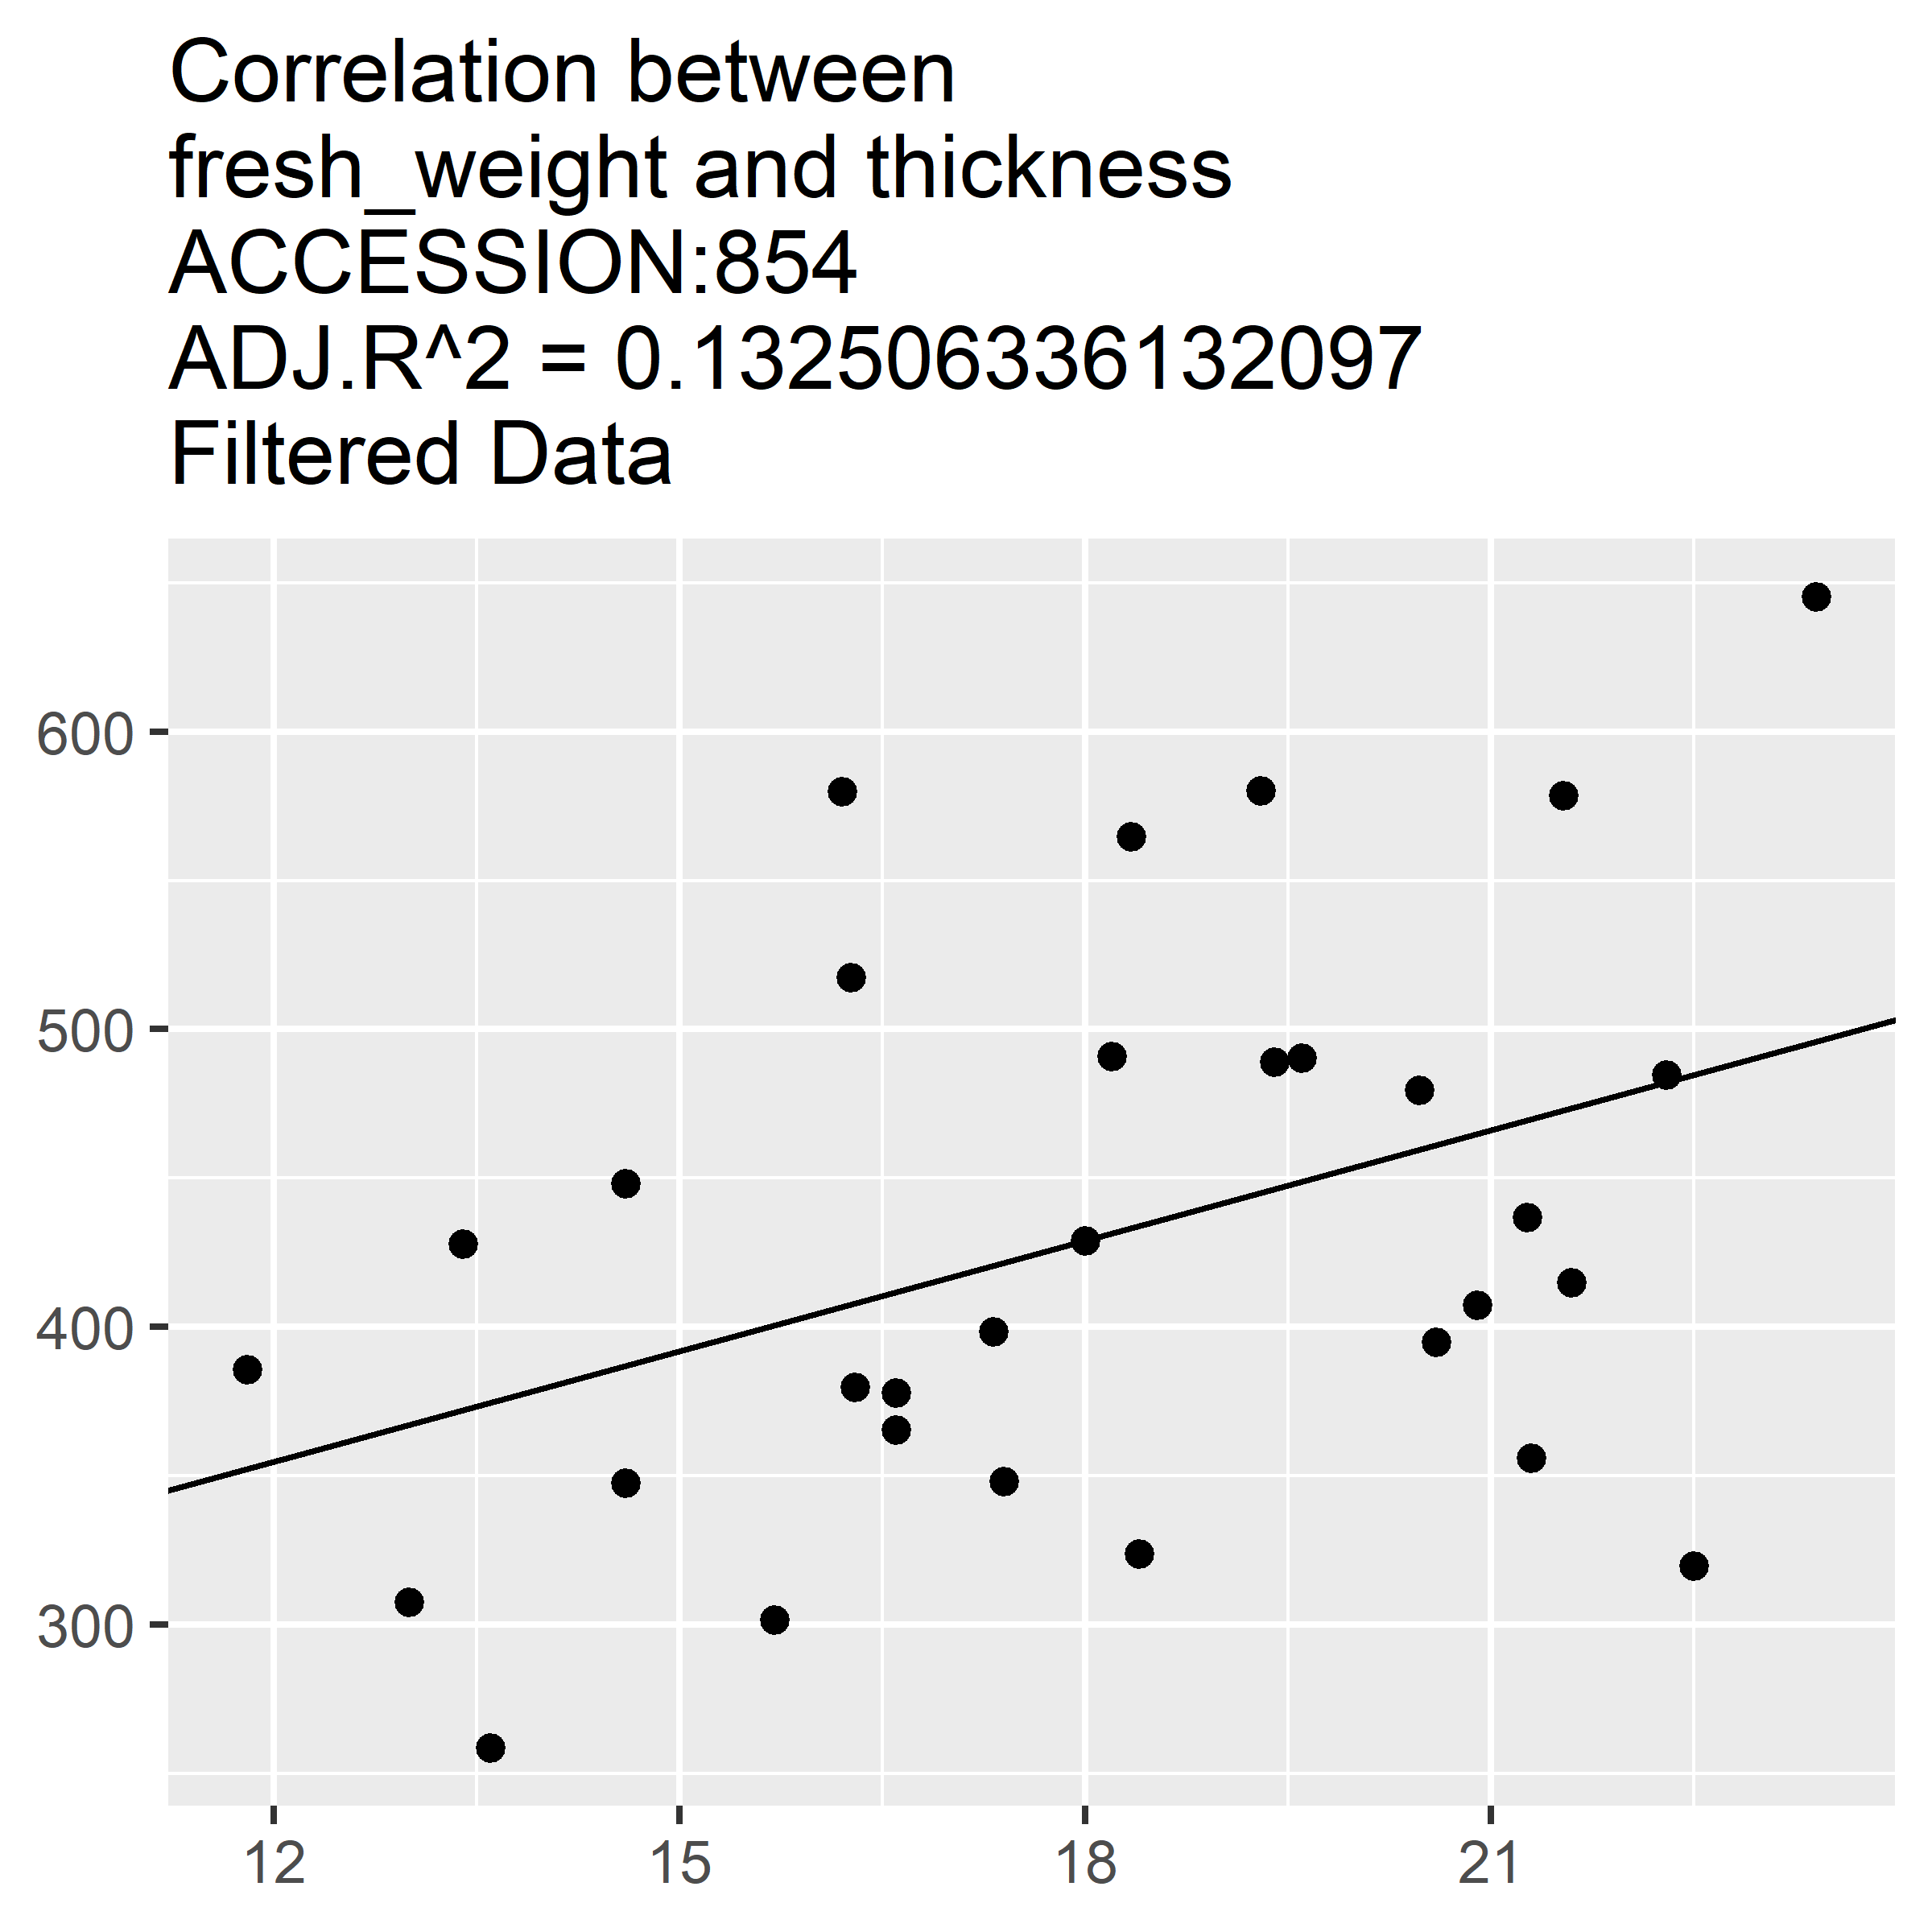 Correlation between
fresh_weight and thickness
ACCESSION:854
ADJ.R^2 = 0.132506336132097
Filtered Data
600
500
400
300
12 15 18 21